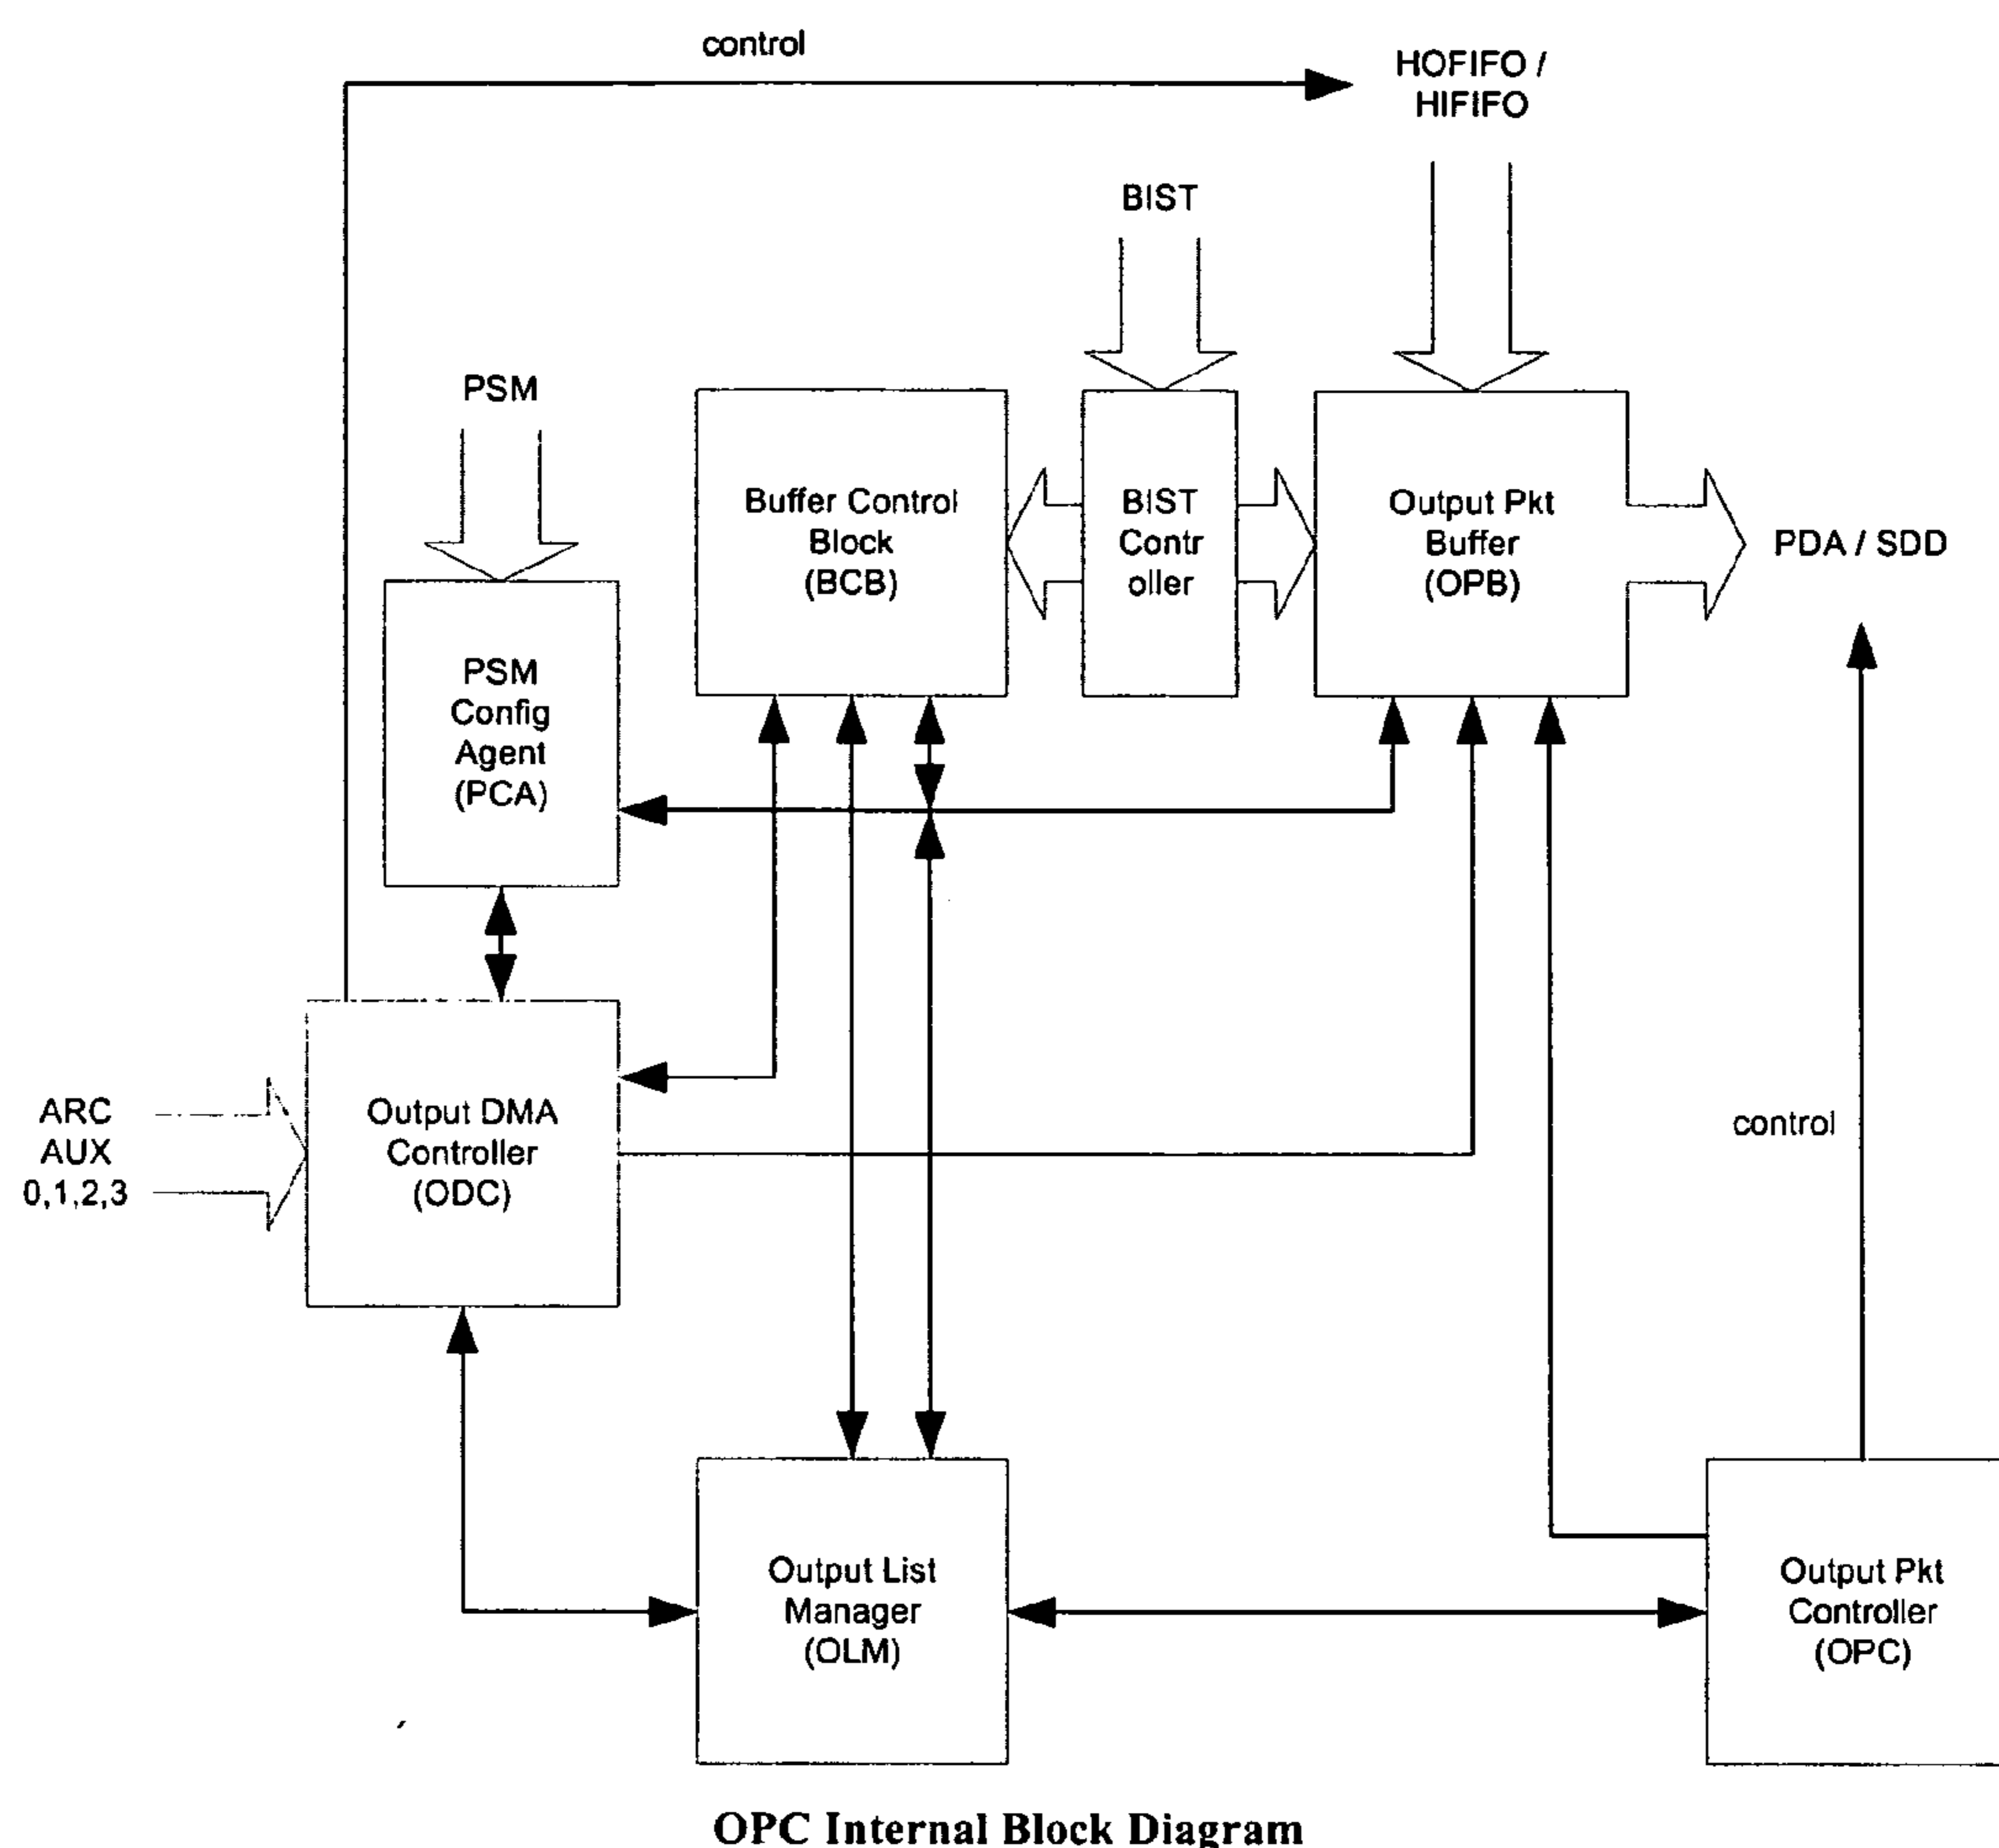 control
HOFIFO /
HIFIFO
BIST
PSM
Buffer Control
Block
(BCB)
BIST
Contr
oller
Output Pkt
Buffer
(OPB)
PDA / SDD
PSM
Config
Agent
(PCA)
ARC
AUX
0,1,2,3
Output DMA
Controller
(ODC)
control
Output List
Manager
(OLM)
Output Pkt
Controller
(OPC)
OPC Internal Block Diagram